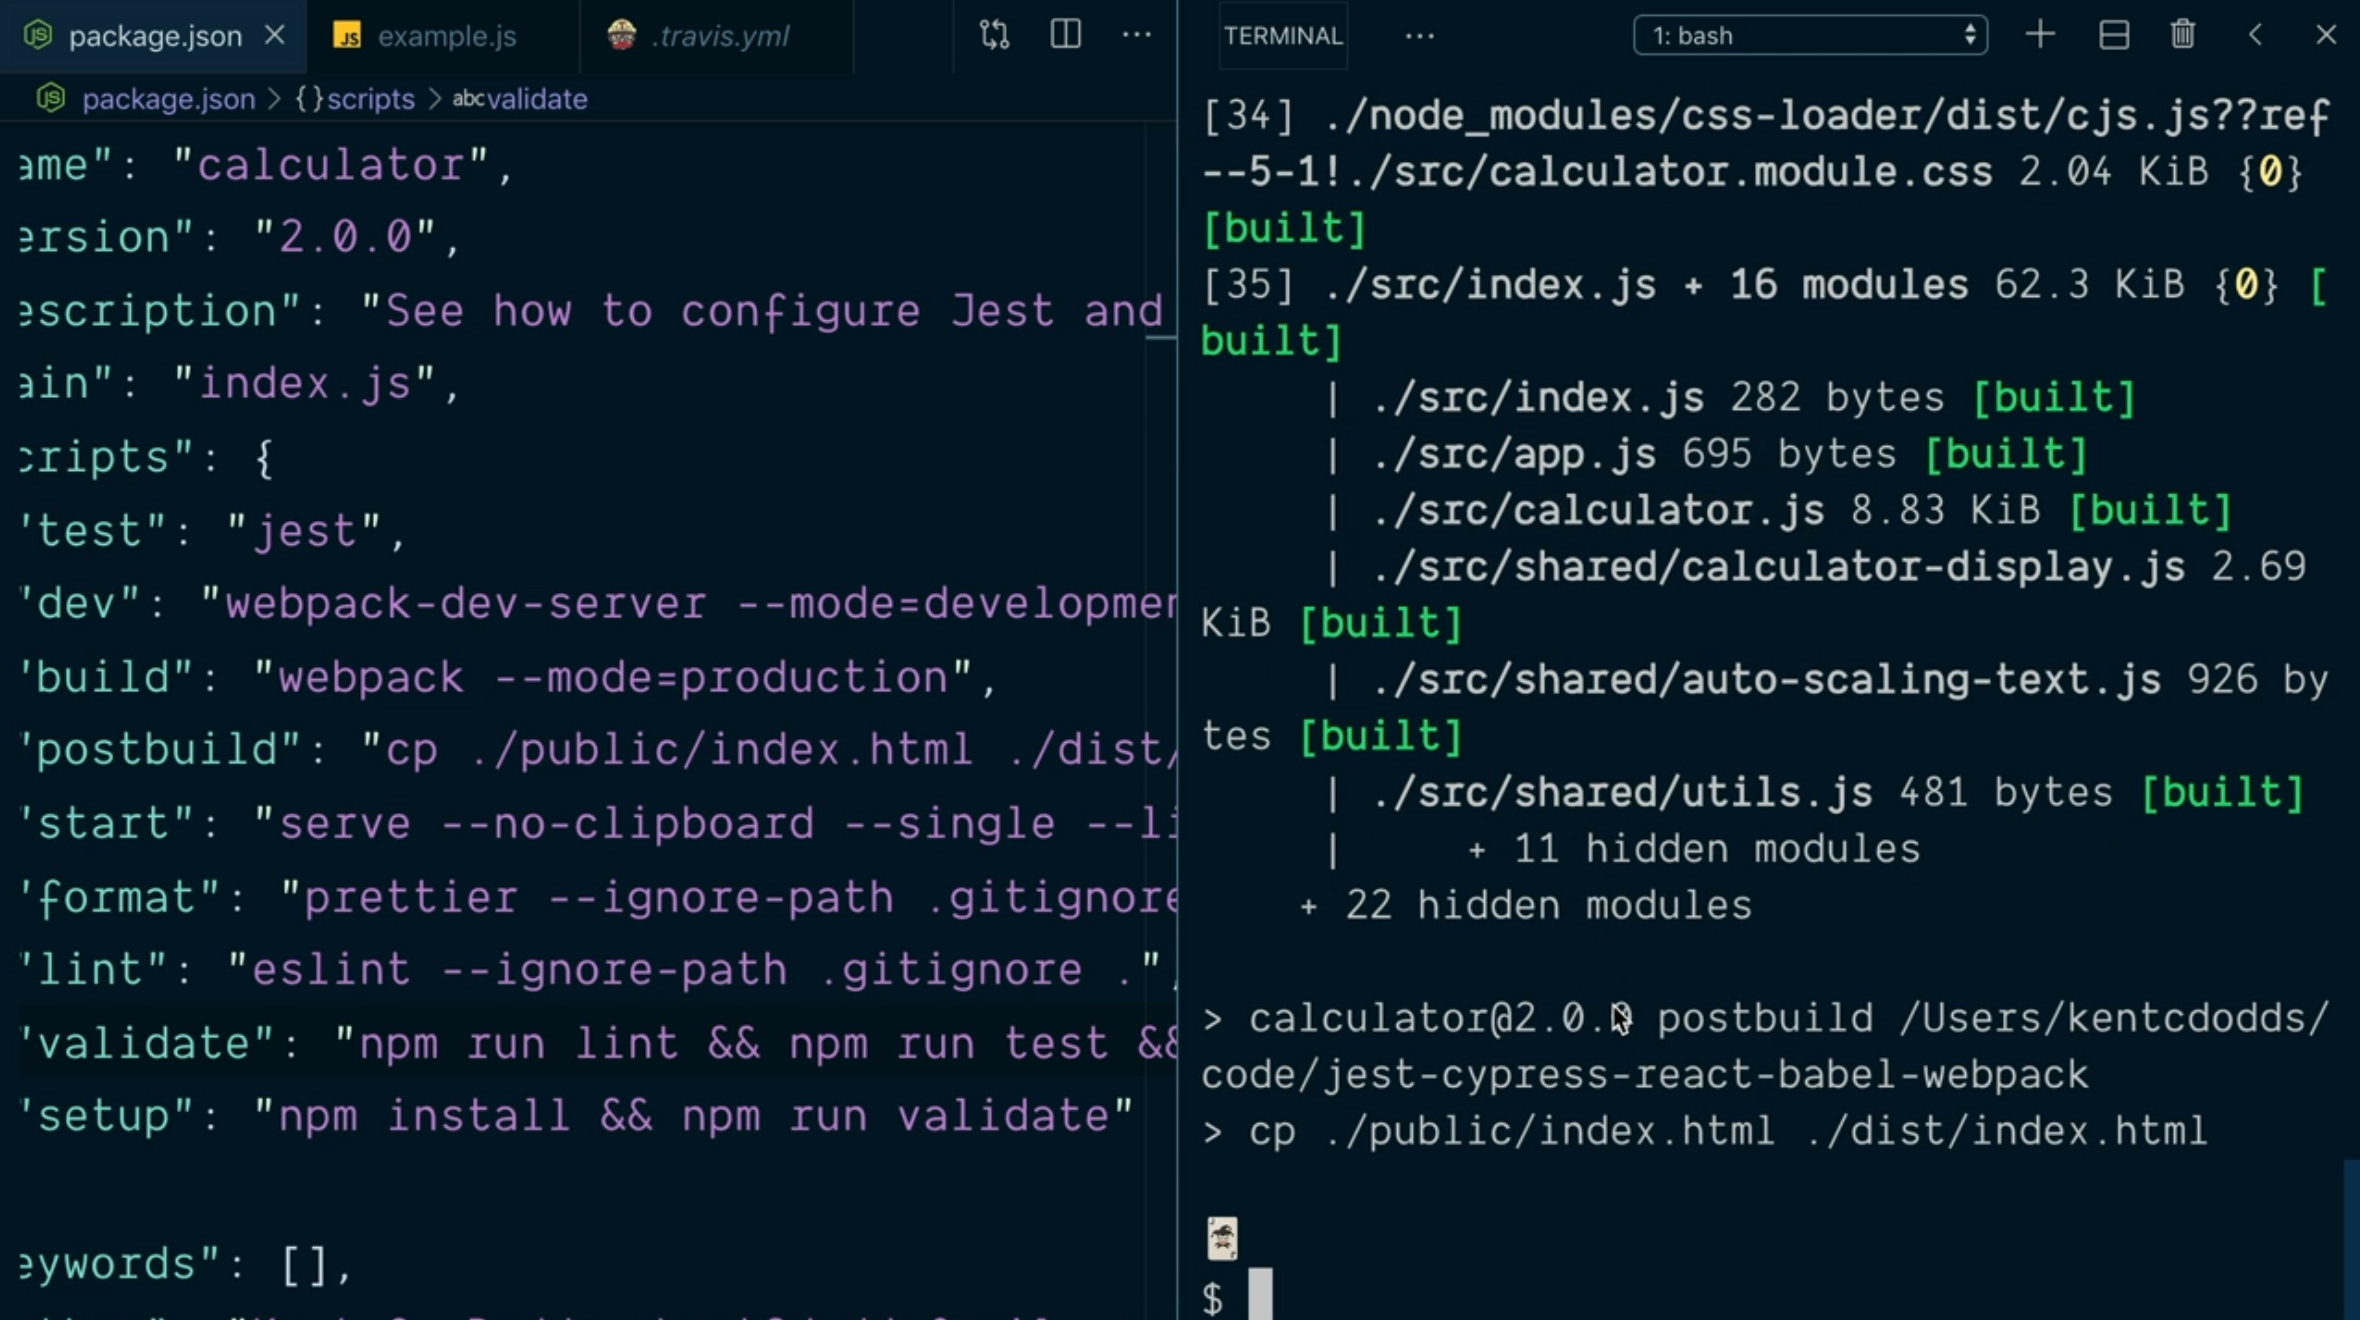 package.json
example.js
.travis.yml
package.json > {} scripts > abc validate
ame": "calculator",
ersion": "2.0.0",
escription": "See how to configure Jest and
ain": "index.js",
cripts": {
"test": "jest",
"dev": "webpack-dev-server --mode=developmen
"build": "webpack --mode=production",
"postbuild": "cp ./public/index.html ./dist/
"start": "serve --no-clipboard --single --li
"format": "prettier --ignore-path .gitignore
"lint": "eslint --ignore-path .gitignore .",
"validate": "npm run lint && npm run test &&
"setup": "npm install && npm run validate"
eywords": [],
TERMINAL
1: bash
[34] ./node_modules/css-loader/dist/cjs.js??ref
--5-1!./src/calculator.module.css 2.04 KiB {0}
[built]
[35] ./src/index.js + 16 modules 62.3 KiB {0} [
built]
| ./src/index.js 282 bytes [built]
| ./src/app.js 695 bytes [built]
| ./src/calculator.js 8.83 KiB [built]
| ./src/shared/calculator-display.js 2.69
KiB [built]
| ./src/shared/auto-scaling-text.js 926 by
tes [built]
| ./src/shared/utils.js 481 bytes [built]
| + 11 hidden modules
+ 22 hidden modules
> calculator@2.0.0 postbuild /Users/kentcdodds/
code/jest-cypress-react-babel-webpack
> cp ./public/index.html ./dist/index.html
$